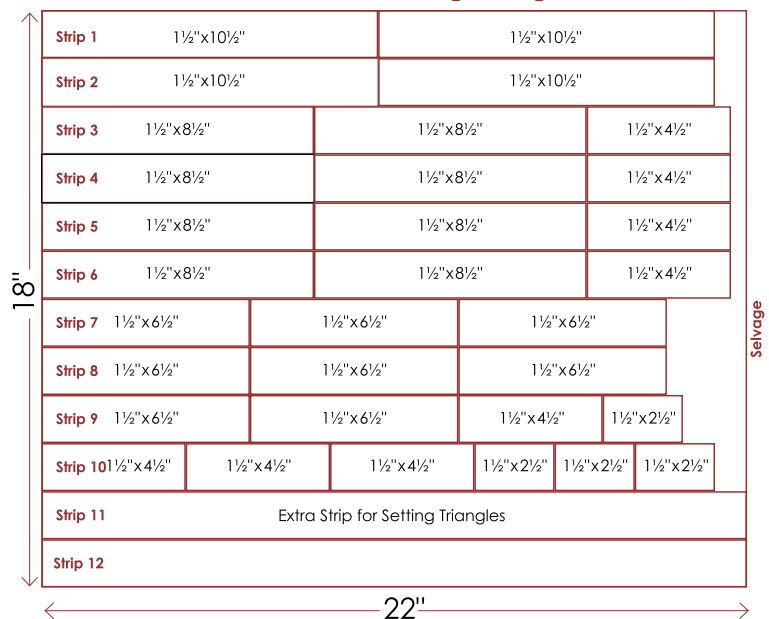 Strip 1 1½"x10½" 1½"x10½"
Strip 2 1½"x10½" 1½"x10½"
Strip 3 1½"x8½" 1½"x8½" 1½"x4½"
Strip 4 1½"x8½" 1½"x8½" 1½"x4½"
Strip 5 1½"x8½" 1½"x8½" 1½"x4½"
Strip 6 1½"x8½" 1½"x8½" 1½"x4½"
18"
Strip 7 1½"x6½" 1½"x6½" 1½"x6½"
Selvage
Strip 8 1½"x6½" 1½"x6½" 1½"x6½"
Strip 9 1½"x6½" 1½"x6½" 1½"x4½" 1½"x2½"
Strip 10 1½"x4½" 1½"x4½" 1½"x4½" 1½"x2½" 1½"x2½" 1½"x2½"
Strip 11 Extra Strip for Setting Triangles
Strip 12
22"